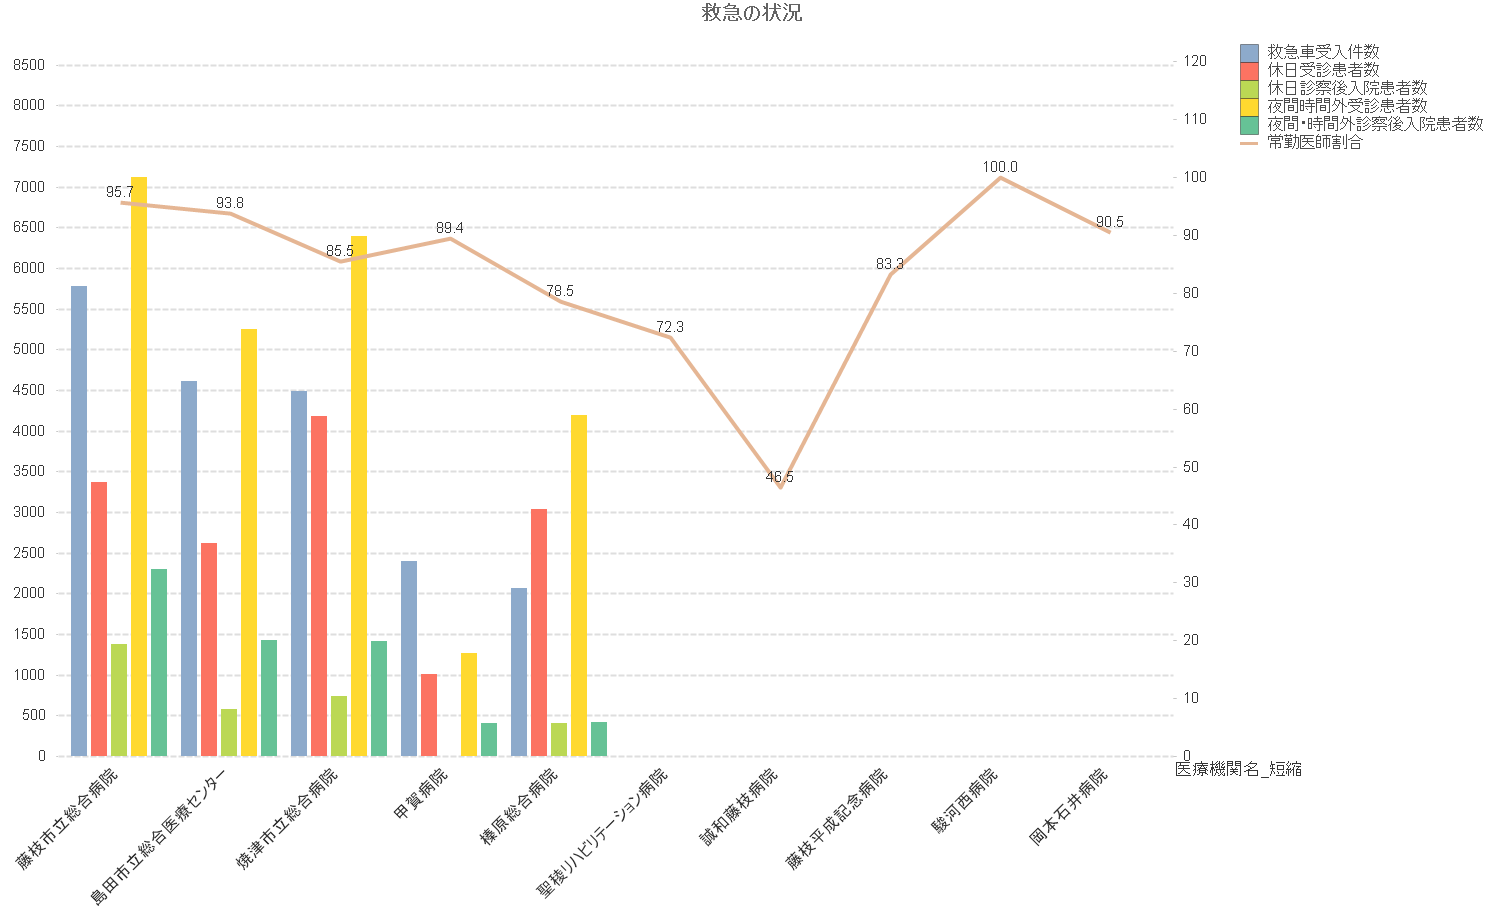 救急の状況
8500
8000
7500
7000
6500
6000
5500
5000
4500
4000
3500
3000
2500
2000
1500
1000
500
0
95.7
93.8
85.5
89.4
78.5
72.3
46.5
83.3
100.0
90.5
120
110
100
90
80
70
60
50
40
30
20
10
0
救急車受入件数
休日受診患者数
休日診察後入院患者数
夜間時間外受診患者数
夜間・時間外診察後入院患者数
常勤医師割合
藤枝市立総合病院
島田市立総合医療センター
焼津市立総合病院
甲賀病院
榛原総合病院
聖稜リハビリテーション病院
誠和藤枝病院
藤枝平成記念病院
駿河西病院
岡本石井病院
医療機関名_短縮